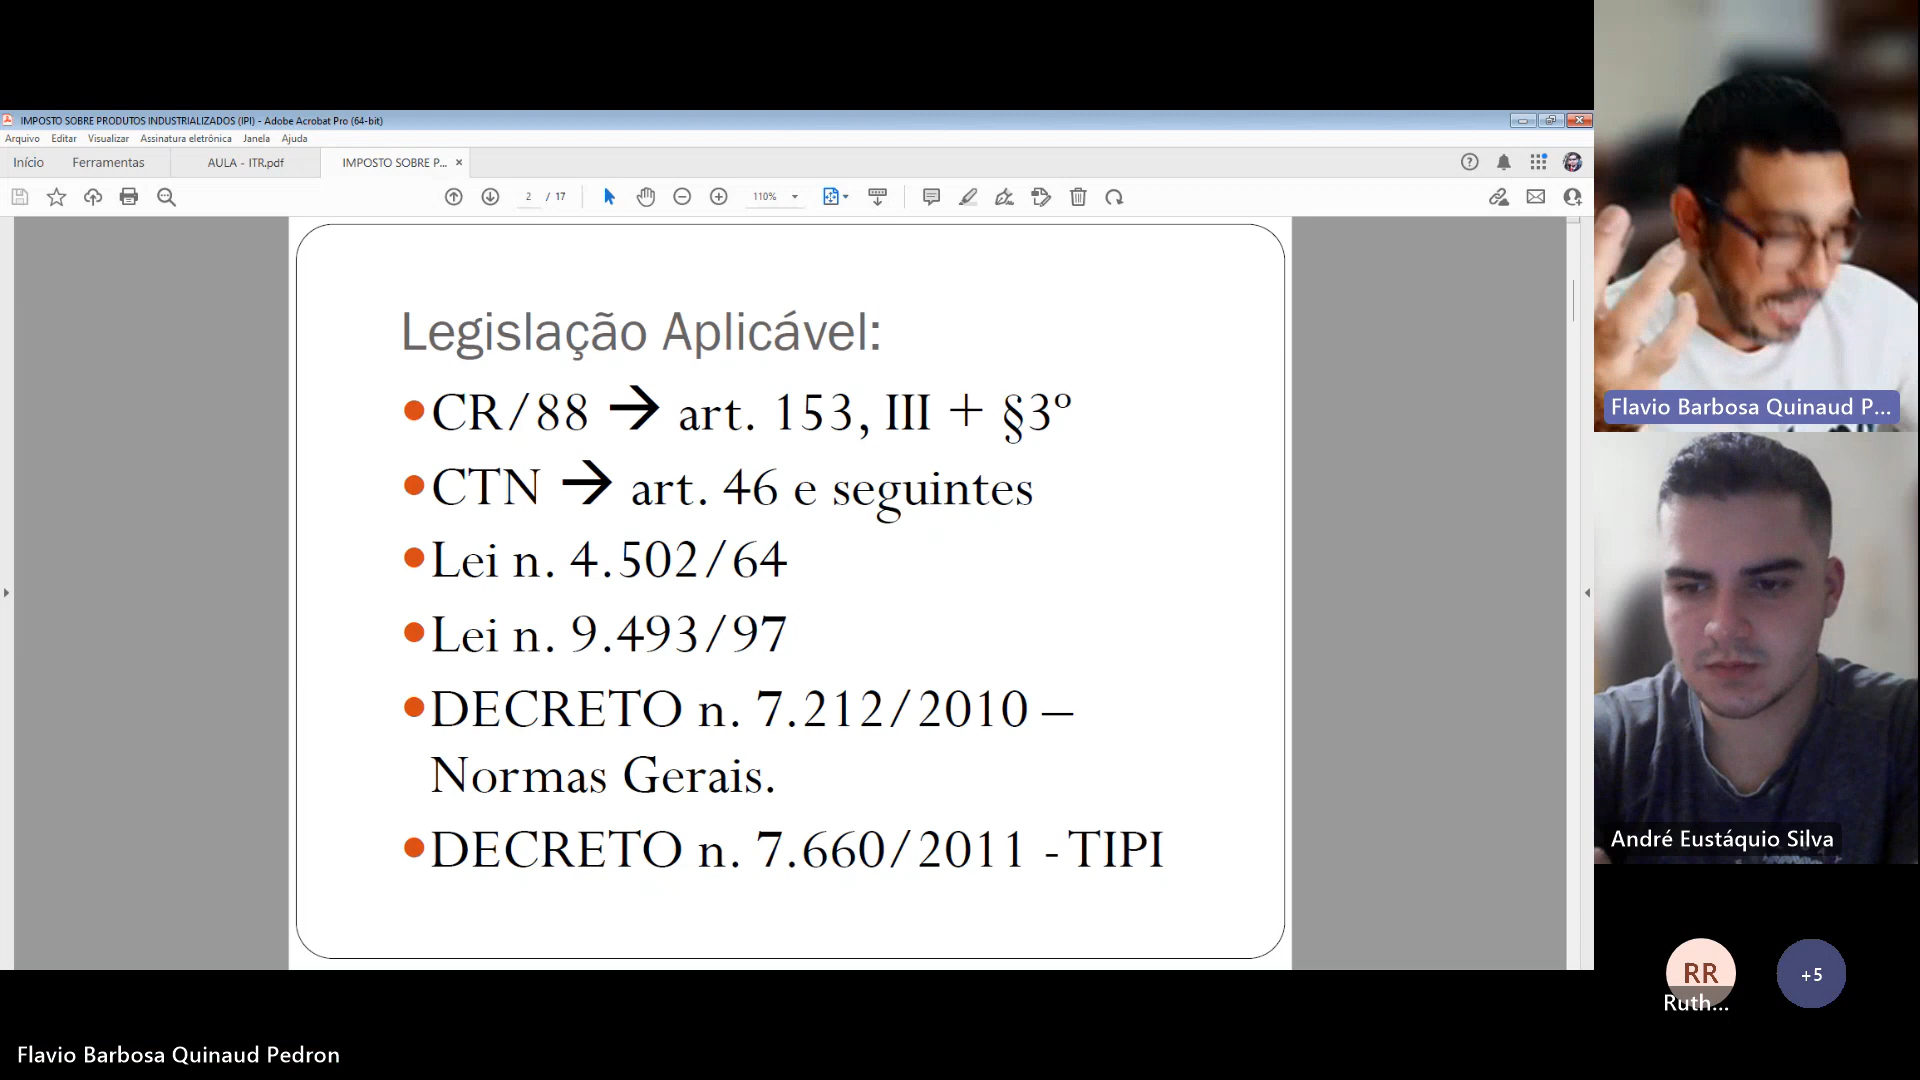 IMPOSTO SOBRE PRODUTOS INDUSTRIALIZADOS (IPI) - Adobe Acrobat Pro (64-bit)
Arquivo Editar Visualizar Assinatura eletrônica Janela Ajuda
Início Ferramentas AULA - ITR.pdf IMPOSTO SOBRE P... ×
2 / 17 110%
Legislação Aplicável:
•CR/88 → art. 153, III + §3º
•CTN → art. 46 e seguintes
•Lei n. 4.502/64
•Lei n. 9.493/97
•DECRETO n. 7.212/2010 –
Normas Gerais.
•DECRETO n. 7.660/2011 - TIPI
Flavio Barbosa Quinaud P...
André Eustáquio Silva
RR
Ruth...
+5
Flavio Barbosa Quinaud Pedron